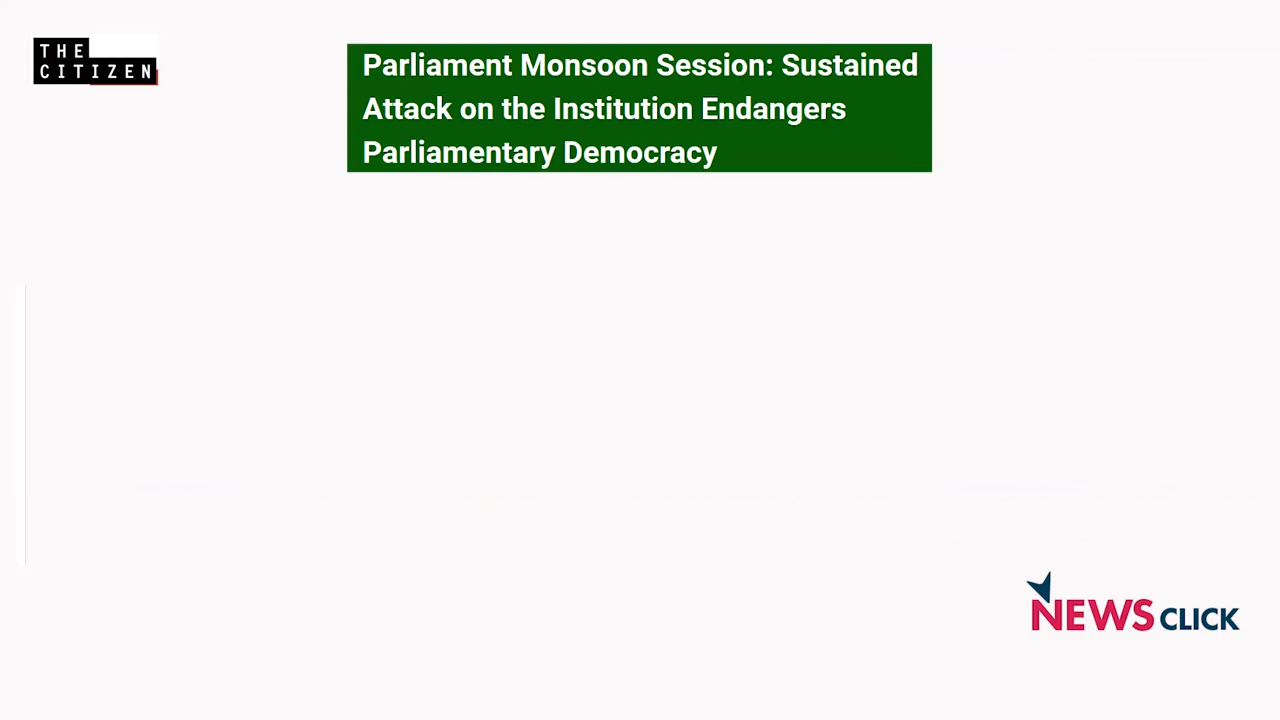 THE
CITIZEN
Parliament Monsoon Session: Sustained
Attack on the Institution Endangers
Parliamentary Democracy
NEWS CLICK